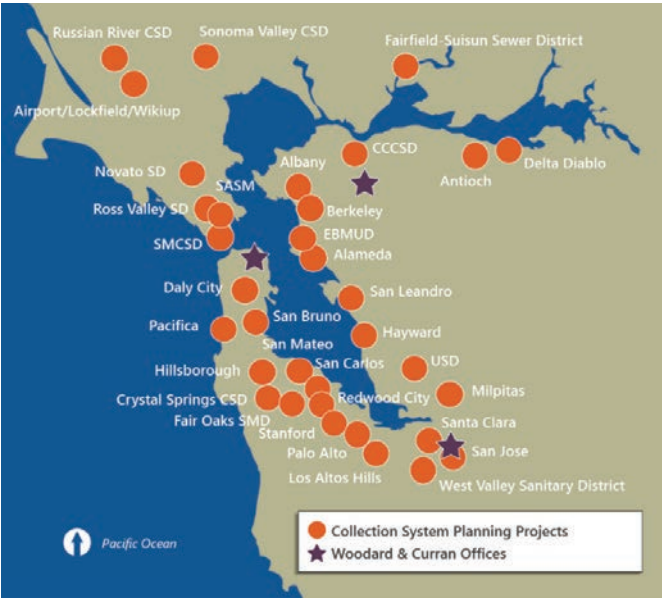 Russian River CSD
Sonoma Valley CSD
Fairfield-Suisun Sewer District
Airport/Lockfield/Wikiup
CCCSD
Delta Diablo
Antioch
Albany
Novato SD
SASM
Berkeley
Ross Valley SD
EBMUD
SMCSD
Alameda
Daly City
San Leandro
San Bruno
Pacifica
Hayward
San Mateo
San Carlos
USD
Hillsborough
Milpitas
Crystal Springs CSD
Redwood City
Fair Oaks SMD
Santa Clara
Stanford
San Jose
Palo Alto
Los Altos Hills
West Valley Sanitary District
Collection System Planning Projects
Woodard & Curran Offices
Pacific Ocean